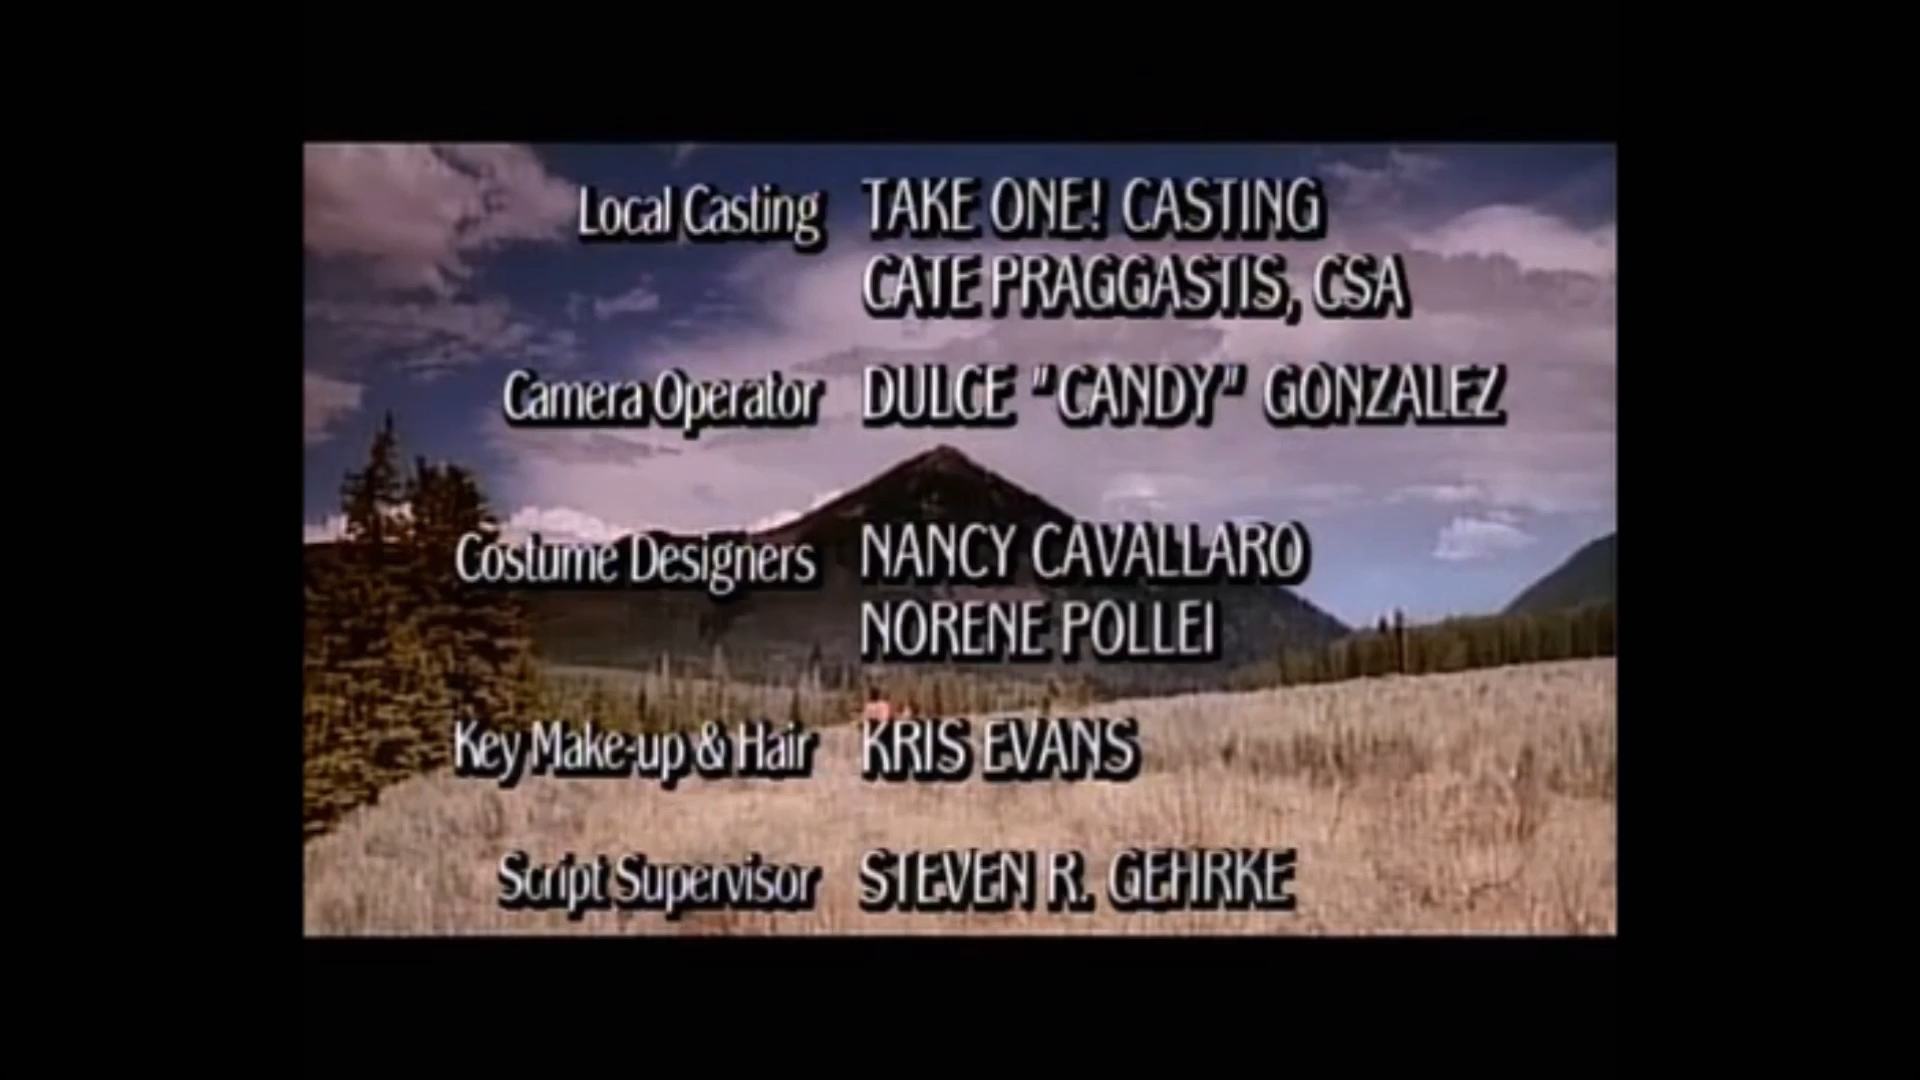 Local Casting TAKE ONE! CASTING
CATE PRAGGASTIS, CSA
Camera Operator DULCE "CANDY" GONZALEZ
Costume Designers NANCY CAVALLARO
NORENE POLLEI
Key Make-up & Hair KRIS EVANS
Script Supervisor STEVEN R. GEHRKE